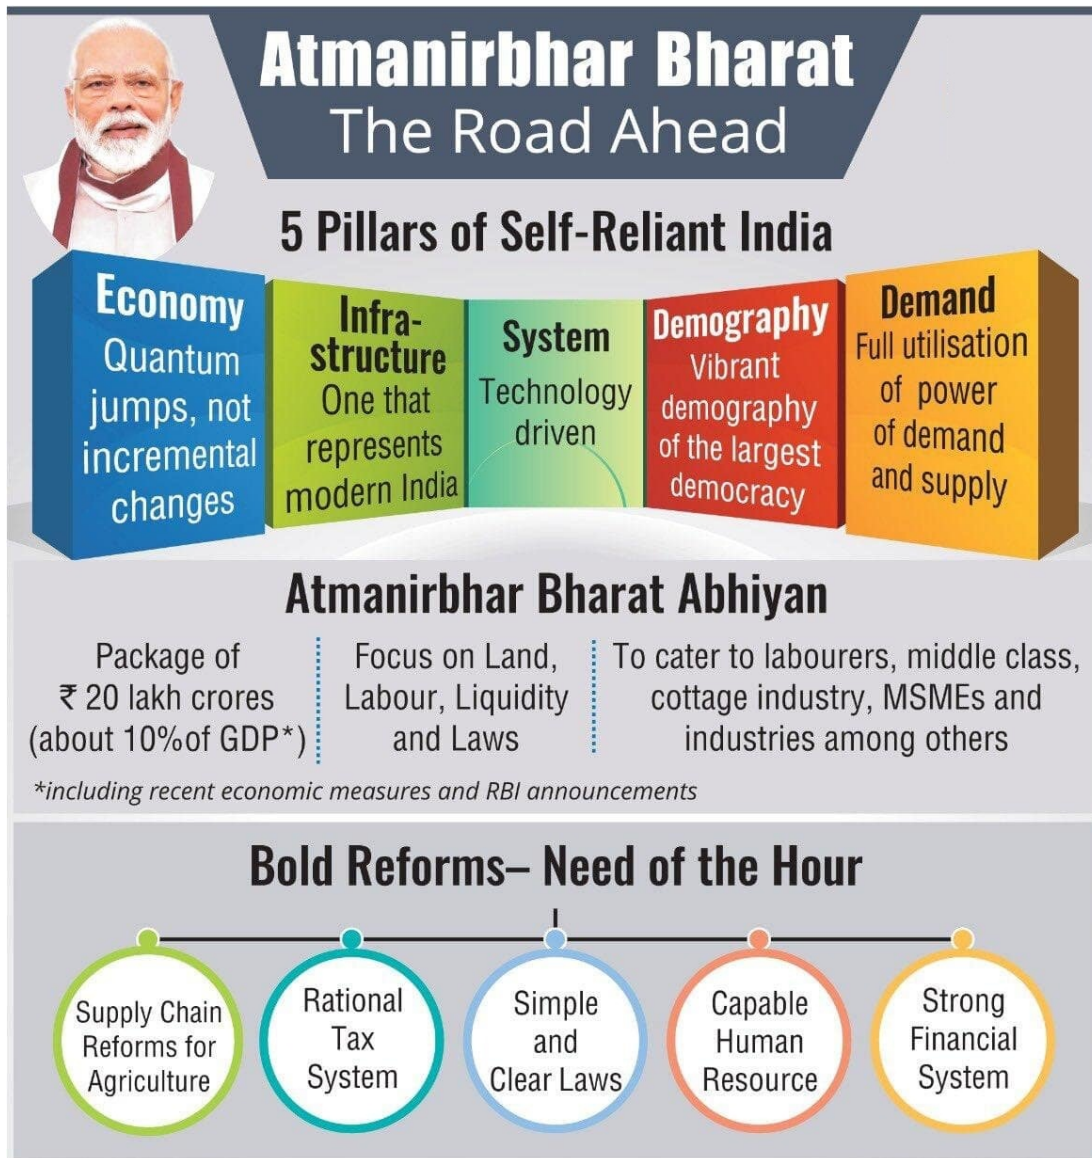 Atmanirbhar Bharat
The Road Ahead
5 Pillars of Self-Reliant India
Economy
Quantum
jumps, not
incremental
changes
Infra-
structure
One that
represents
modern India
System
Technology
driven
Demography
Vibrant
demography
of the largest
democracy
Demand
Full utilisation
of power
of demand
and supply
Atmanirbhar Bharat Abhiyan
Package of
₹ 20 lakh crores
(about 10%of GDP*)
Focus on Land,
Labour, Liquidity
and Laws
To cater to labourers, middle class,
cottage industry, MSMEs and
industries among others
*including recent economic measures and RBI announcements
Bold Reforms– Need of the Hour
Supply Chain
Reforms for
Agriculture
Rational
Tax
System
Simple
and
Clear Laws
Capable
Human
Resource
Strong
Financial
System